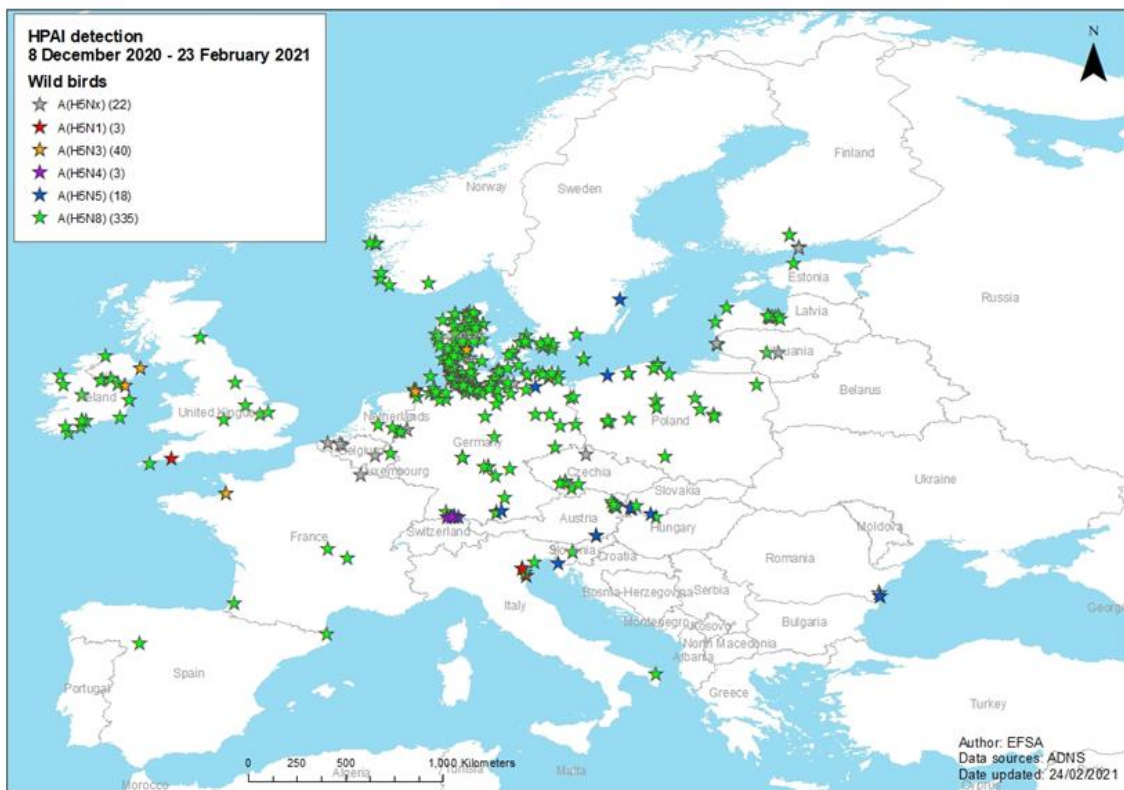 HPAI detection
8 December 2020 - 23 February 2021
Wild birds
A(H5Nx) (22)
A(H5N1) (3)
A(H5N3) (40)
A(H5N4) (3)
A(H5N5) (18)
A(H5N8) (335)
N
Finland
Norway
Sweden
Estonia
Russia
Latvia
Ireland
United Kingdom
Netherlands
Belarus
Poland
Germany
Belgium
Luxembourg
Czechia
Ukraine
Slovakia
Austria
Hungary
Moldova
Switzerland
France
Slovenia
Croatia
Romania
Bosnia-Herzegovina
Serbia
Italy
Montenegro
Kosovo*
Bulgaria
North Macedonia
Albania
Spain
Portugal
Greece
Turkey
Author: EFSA
Data sources: ADNS
Date updated: 24/02/2021
0 250 500 1,000 Kilometers
Morocco
Algeria
Tunisia
Malta
Cyprus